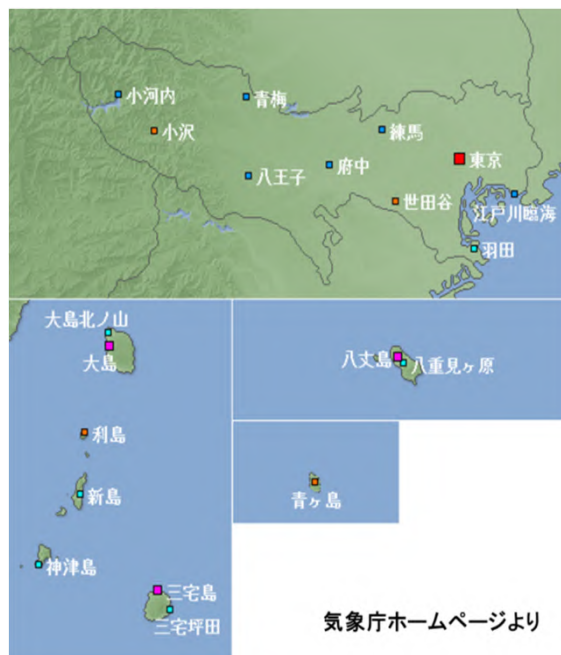 小河内
青梅
小沢
練馬
東京
府中
八王子
世田谷
江戸川臨海
羽田
大島北ノ山
大島
八丈島
八重見ヶ原
利島
新島
青ヶ島
神津島
三宅島
三宅坪田
気象庁ホームページより